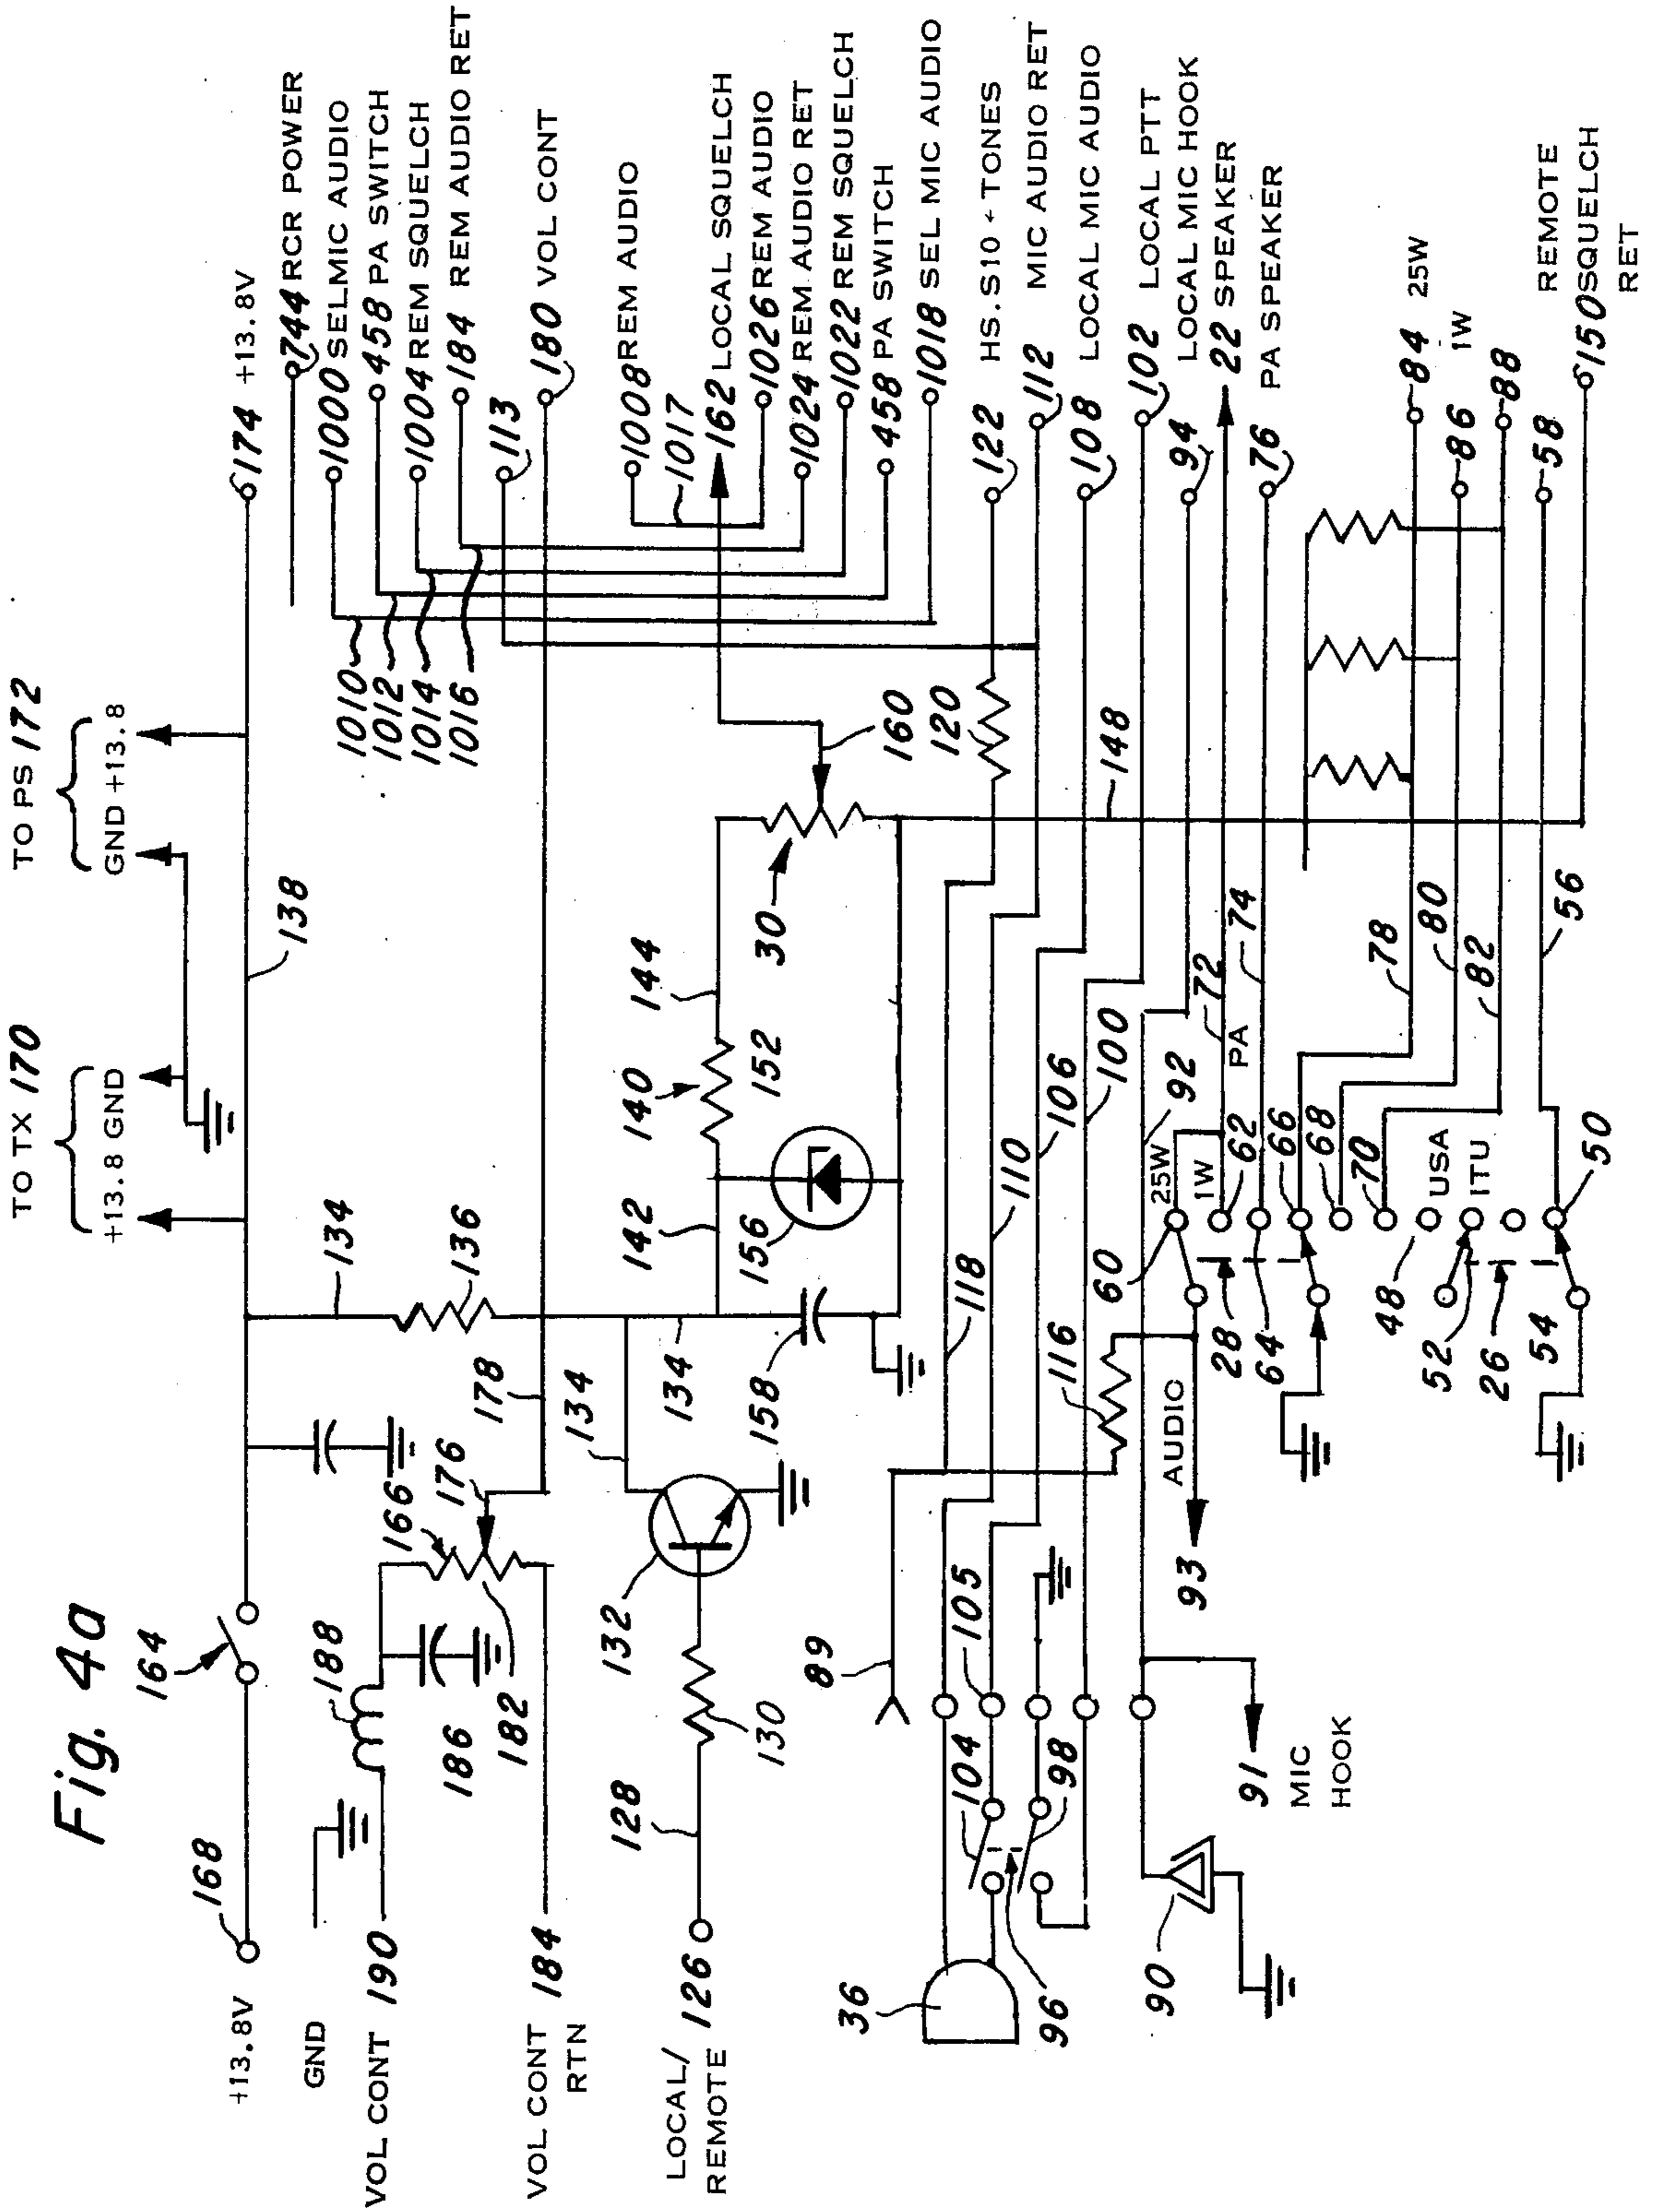 Fig. 4a
TO TX 170
TO PS 172
+13.8 GND
GND +13.8
+13.8V
168
164
134
138
174 +13.8V
GND
188
166
136
744 RCR POWER
1000 SELMIC AUDIO
458 PA SWITCH
1004 REM SQUELCH
184 REM AUDIO RET
113
180 VOL CONT
VOL CONT 190
186
182
176
178
1010
1012
1014
1016
VOL CONT 184
RTN
LOCAL/
REMOTE 126
128
130
132
134
134
142
140
144
152
156
158
30
160
1008 REM AUDIO
1017
162 LOCAL SQUELCH
1026 REM AUDIO
1024 REM AUDIO RET
1022 REM SQUELCH
458 PA SWITCH
1018 SEL MIC AUDIO
120
122
HS.S10 + TONES
112
MIC AUDIO RET
108
LOCAL MIC AUDIO
102
LOCAL PTT
94
LOCAL MIC HOOK
22 SPEAKER
76
PA SPEAKER
36
89
104
105
96
98
118
110
106
100
148
116
92
90
91
MIC
HOOK
93
AUDIO
60
25W
1W
72
PA
74
28
62
64
66
68
70
78
80
82
84
25W
86
1W
88
48
USA
ITU
52
26
54
50
56
58
REMOTE
150 SQUELCH
RET